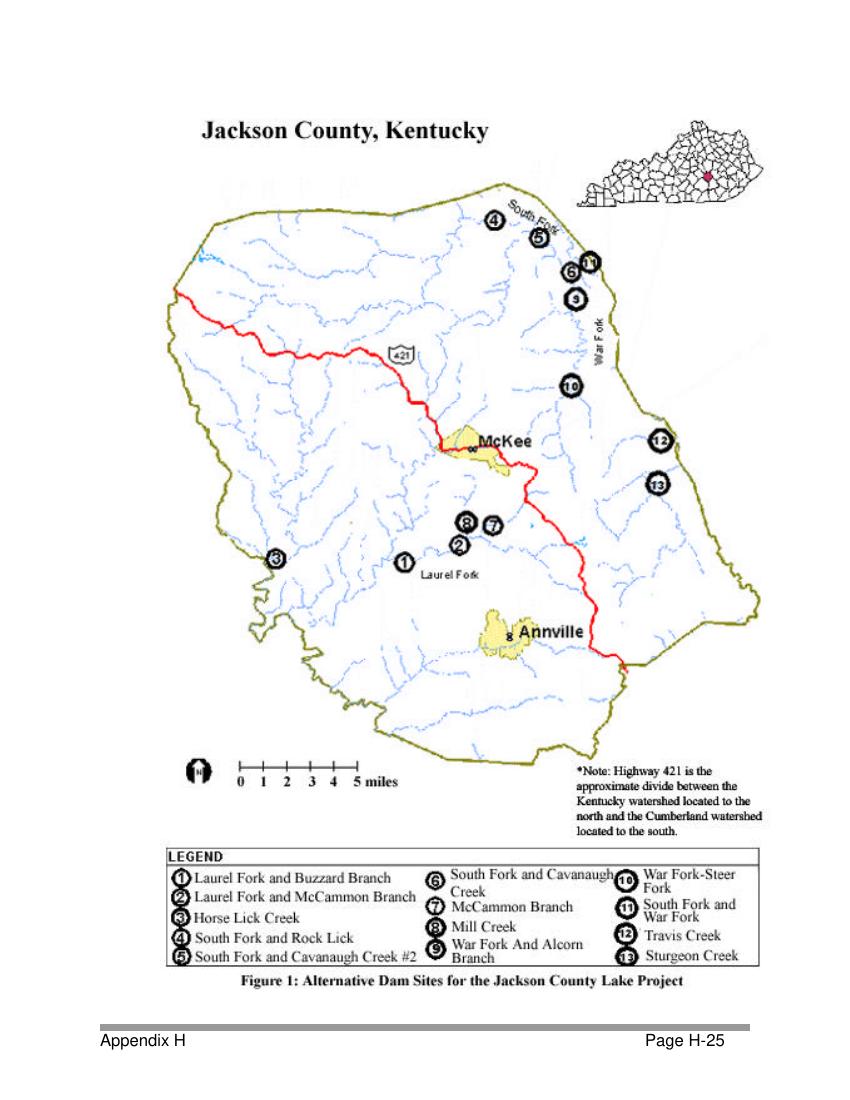 Jackson County, Kentucky
South Fork
4
5
11
6
9
War Fork
421
10
McKee
12
13
8
7
2
3
1
Laurel Fork
Annville
N
0 1 2 3 4 5 miles
*Note: Highway 421 is the
approximate divide between the
Kentucky watershed located to the
north and the Cumberland watershed
located to the south.
LEGEND
1 Laurel Fork and Buzzard Branch
2 Laurel Fork and McCammon Branch
3 Horse Lick Creek
4 South Fork and Rock Lick
5 South Fork and Cavanaugh Creek #2
6 South Fork and Cavanaugh
Creek
7 McCammon Branch
8 Mill Creek
9 War Fork And Alcorn
Branch
10 War Fork-Steer
Fork
11 South Fork and
War Fork
12 Travis Creek
13 Sturgeon Creek
Figure 1: Alternative Dam Sites for the Jackson County Lake Project
Appendix H Page H-25